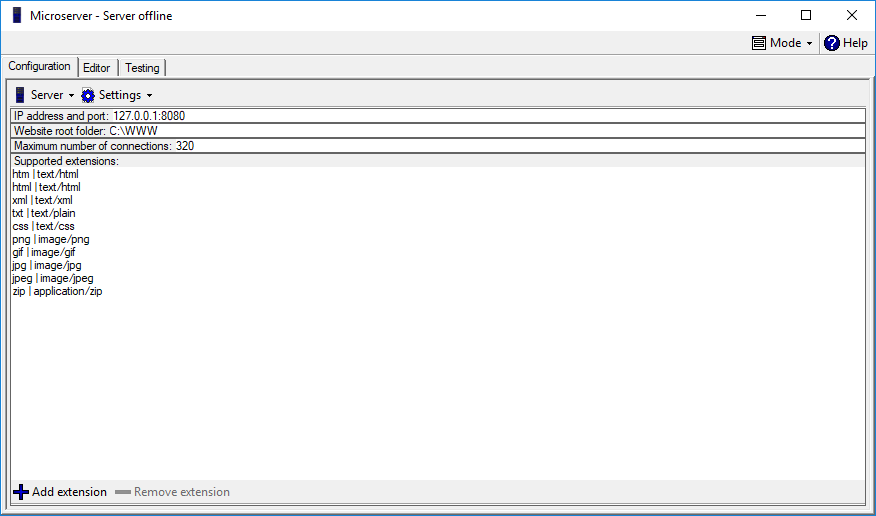 Microserver - Server offline
Mode Help
Configuration Editor Testing
Server Settings
IP address and port: 127.0.0.1:8080
Website root folder: C:\WWW
Maximum number of connections: 320
Supported extensions:
htm | text/html
html | text/html
xml | text/xml
txt | text/plain
css | text/css
png | image/png
gif | image/gif
jpg | image/jpg
jpeg | image/jpeg
zip | application/zip
Add extension Remove extension